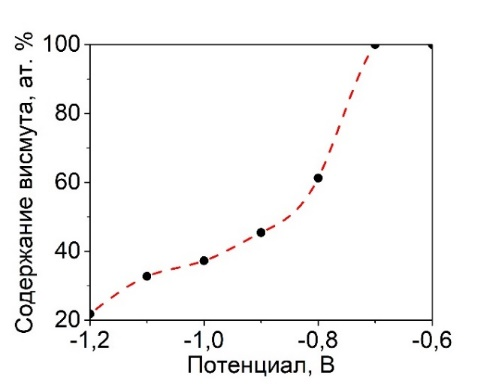 Содержание висмута, ат. %
100
80
60
40
20
-1,2 -1,0 -0,8 -0,6
Потенциал, В